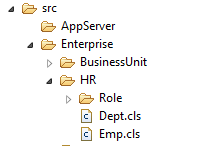 src
AppServer
Enterprise
BusinessUnit
HR
Role
Dept.cls
Emp.cls